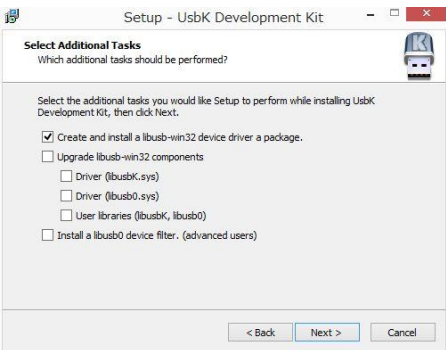 Setup - UsbK Development Kit
Select Additional Tasks
Which additional tasks should be performed?
Select the additional tasks you would like Setup to perform while installing UsbK
Development Kit, then click Next.
Create and install a libusb-win32 device driver a package.
Upgrade libusb-win32 components
Driver (libusbK.sys)
Driver (libusb0.sys)
User libraries (libusbK, libusb0)
Install a libusb0 device filter. (advanced users)
< Back Next > Cancel